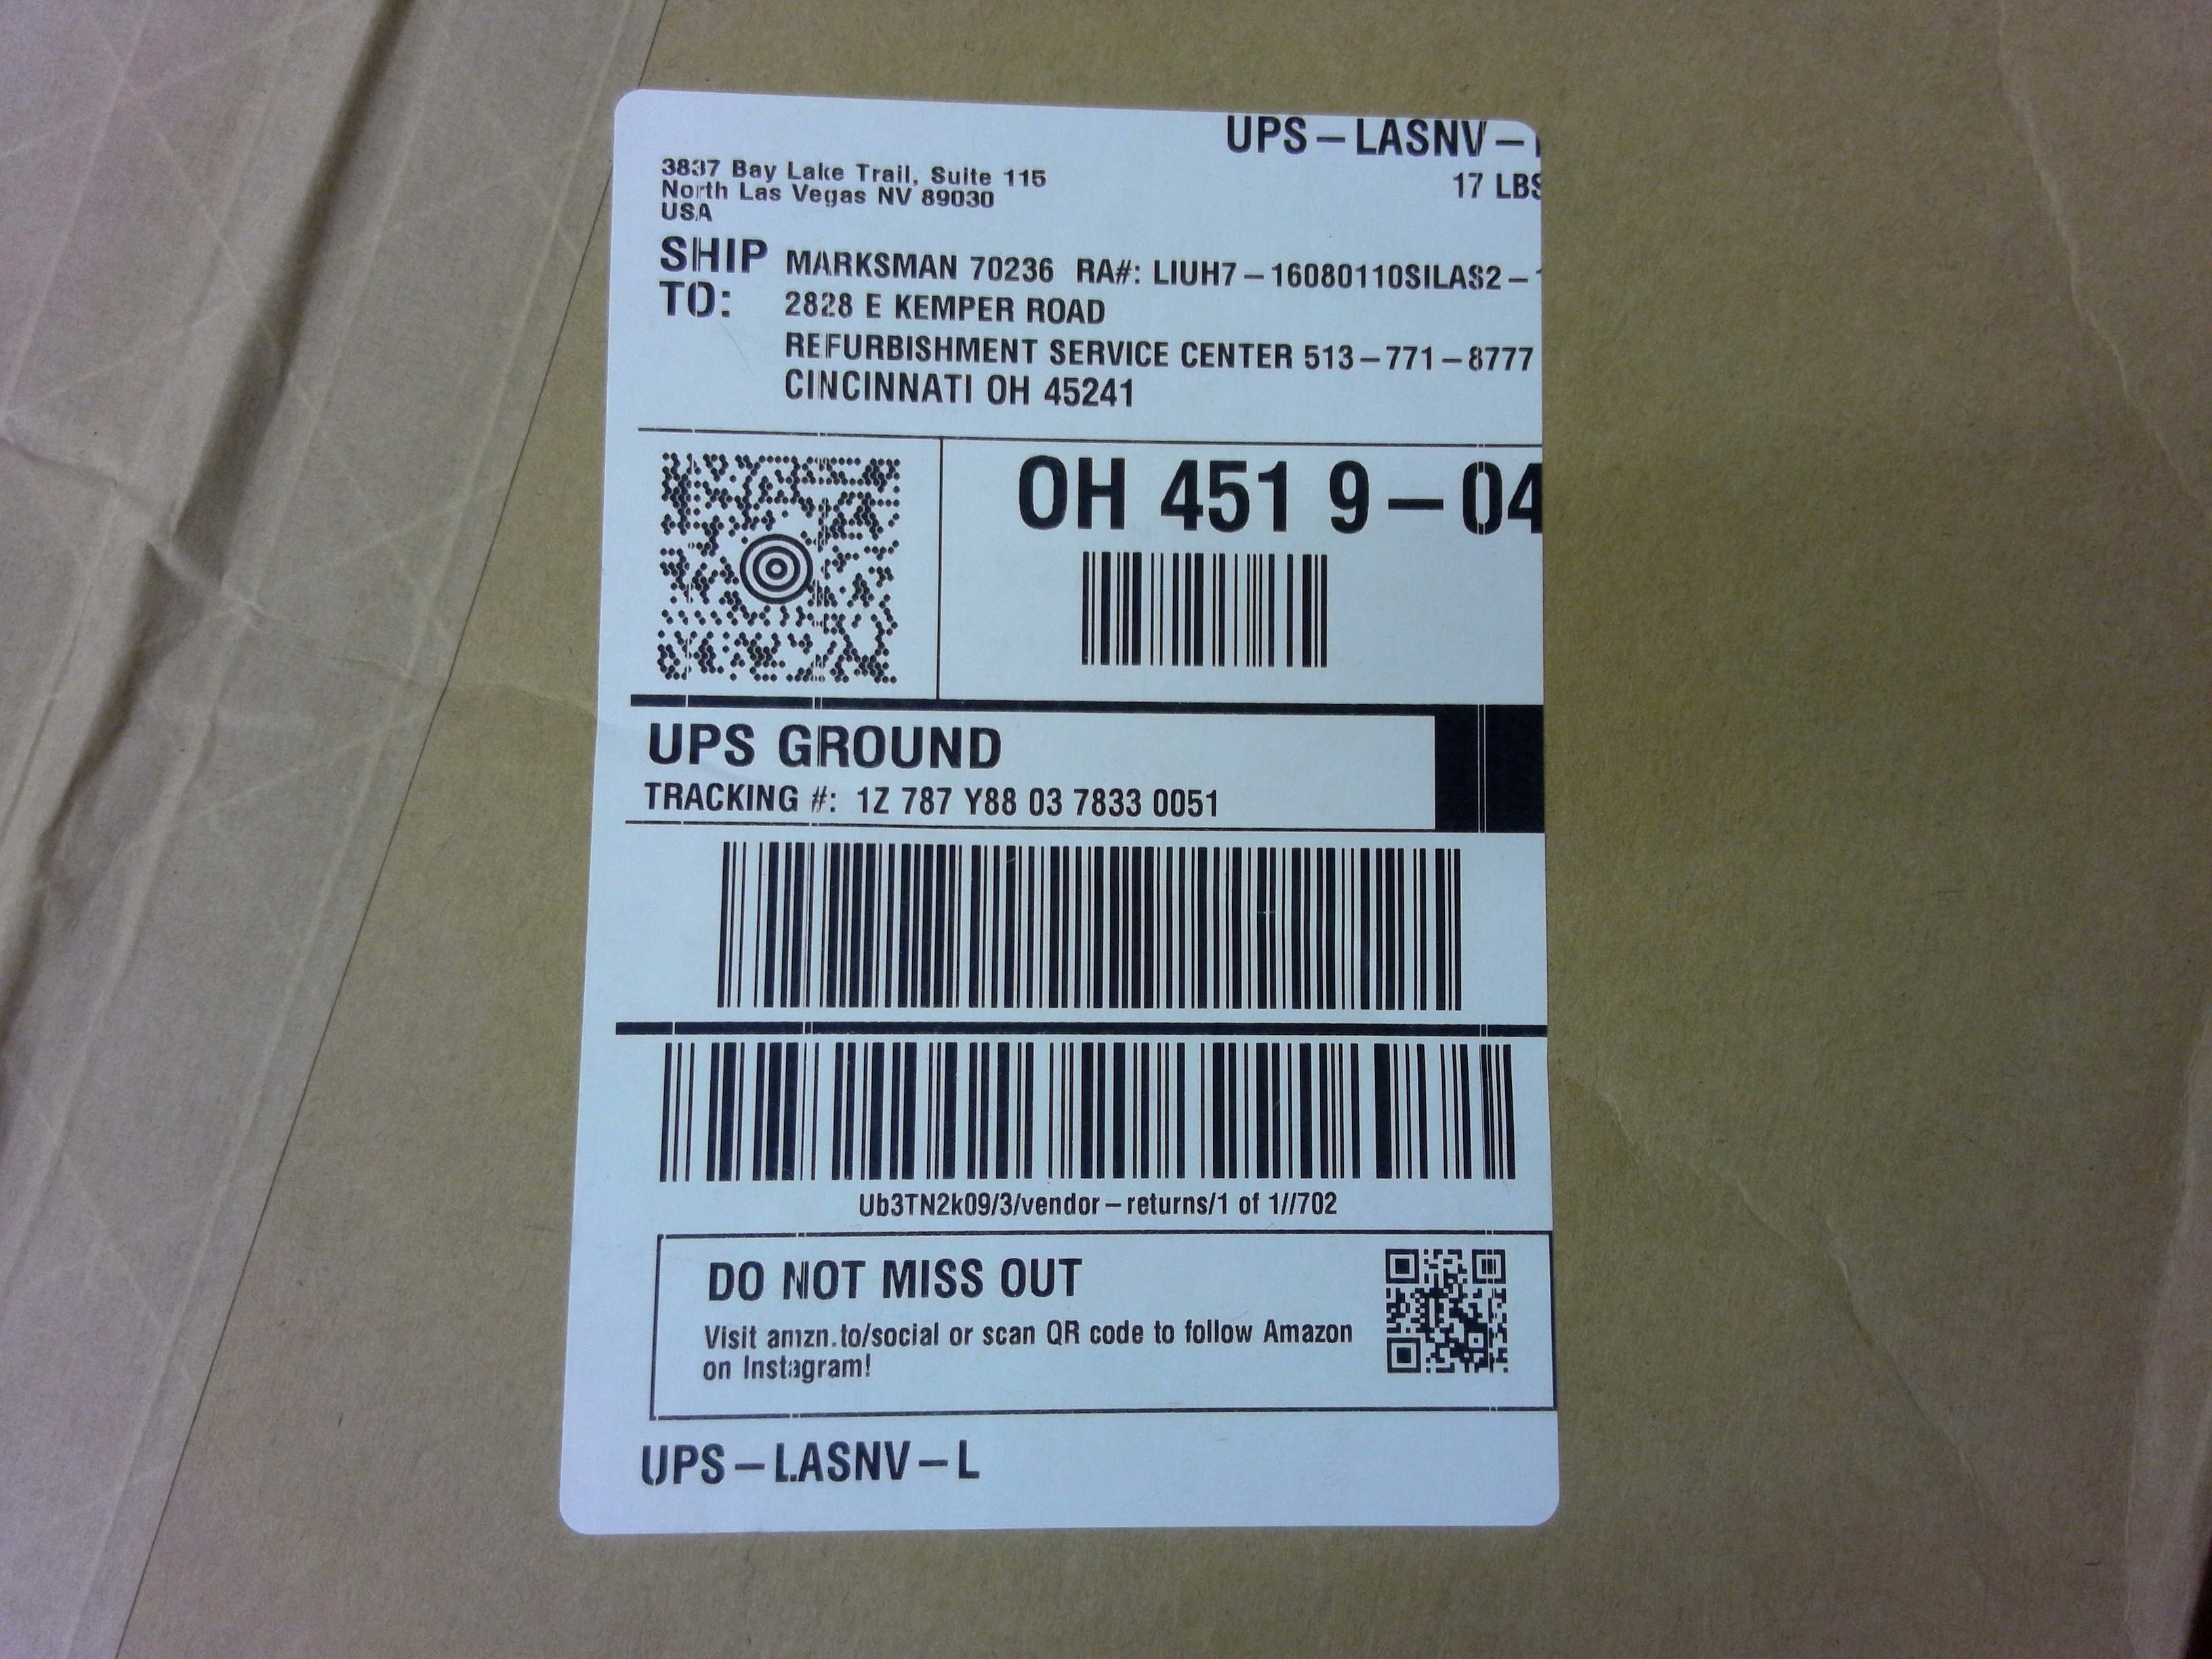 UPS-LASNV-
3837 Bay Lake Trail, Suite 115
17 LBS
North Las Vegas NV 89030
USA
SHIP TO:
MARKSMAN 70236 RA#: LIUH7-16080110SILAS2-
2828 E KEMPER ROAD
REFURBISHMENT SERVICE CENTER 513-771-8777
CINCINNATI OH 45241
OH 451 9-04
UPS GROUND
TRACKING #: 1Z 787 Y88 03 7833 0051
Ub3TN2k09/3/vendor-returns/1 of 1//702
DO NOT MISS OUT
Visit amzn.to/social or scan QR code to follow Amazon
on Instagram!
UPS-LASNV-L